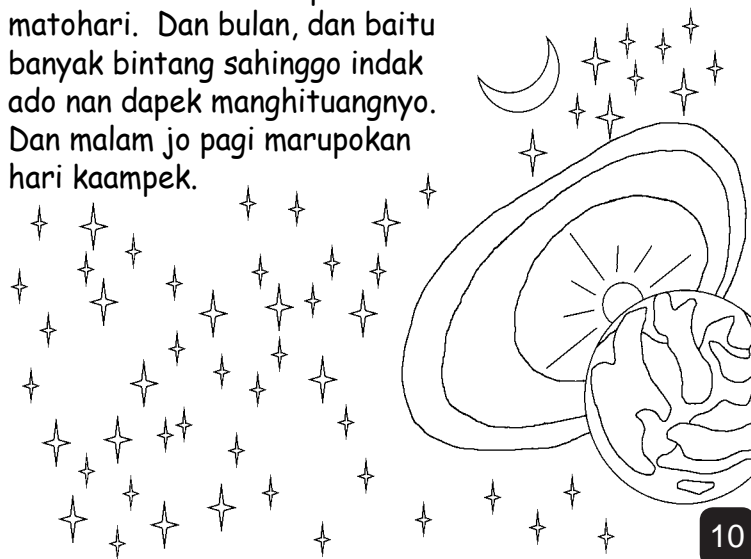 matohari. Dan bulan, dan baitu
banyak bintang sahinggo indak
ado nan dapek manghituangnyo.
Dan malam jo pagi marupokan
hari kaampek.
10